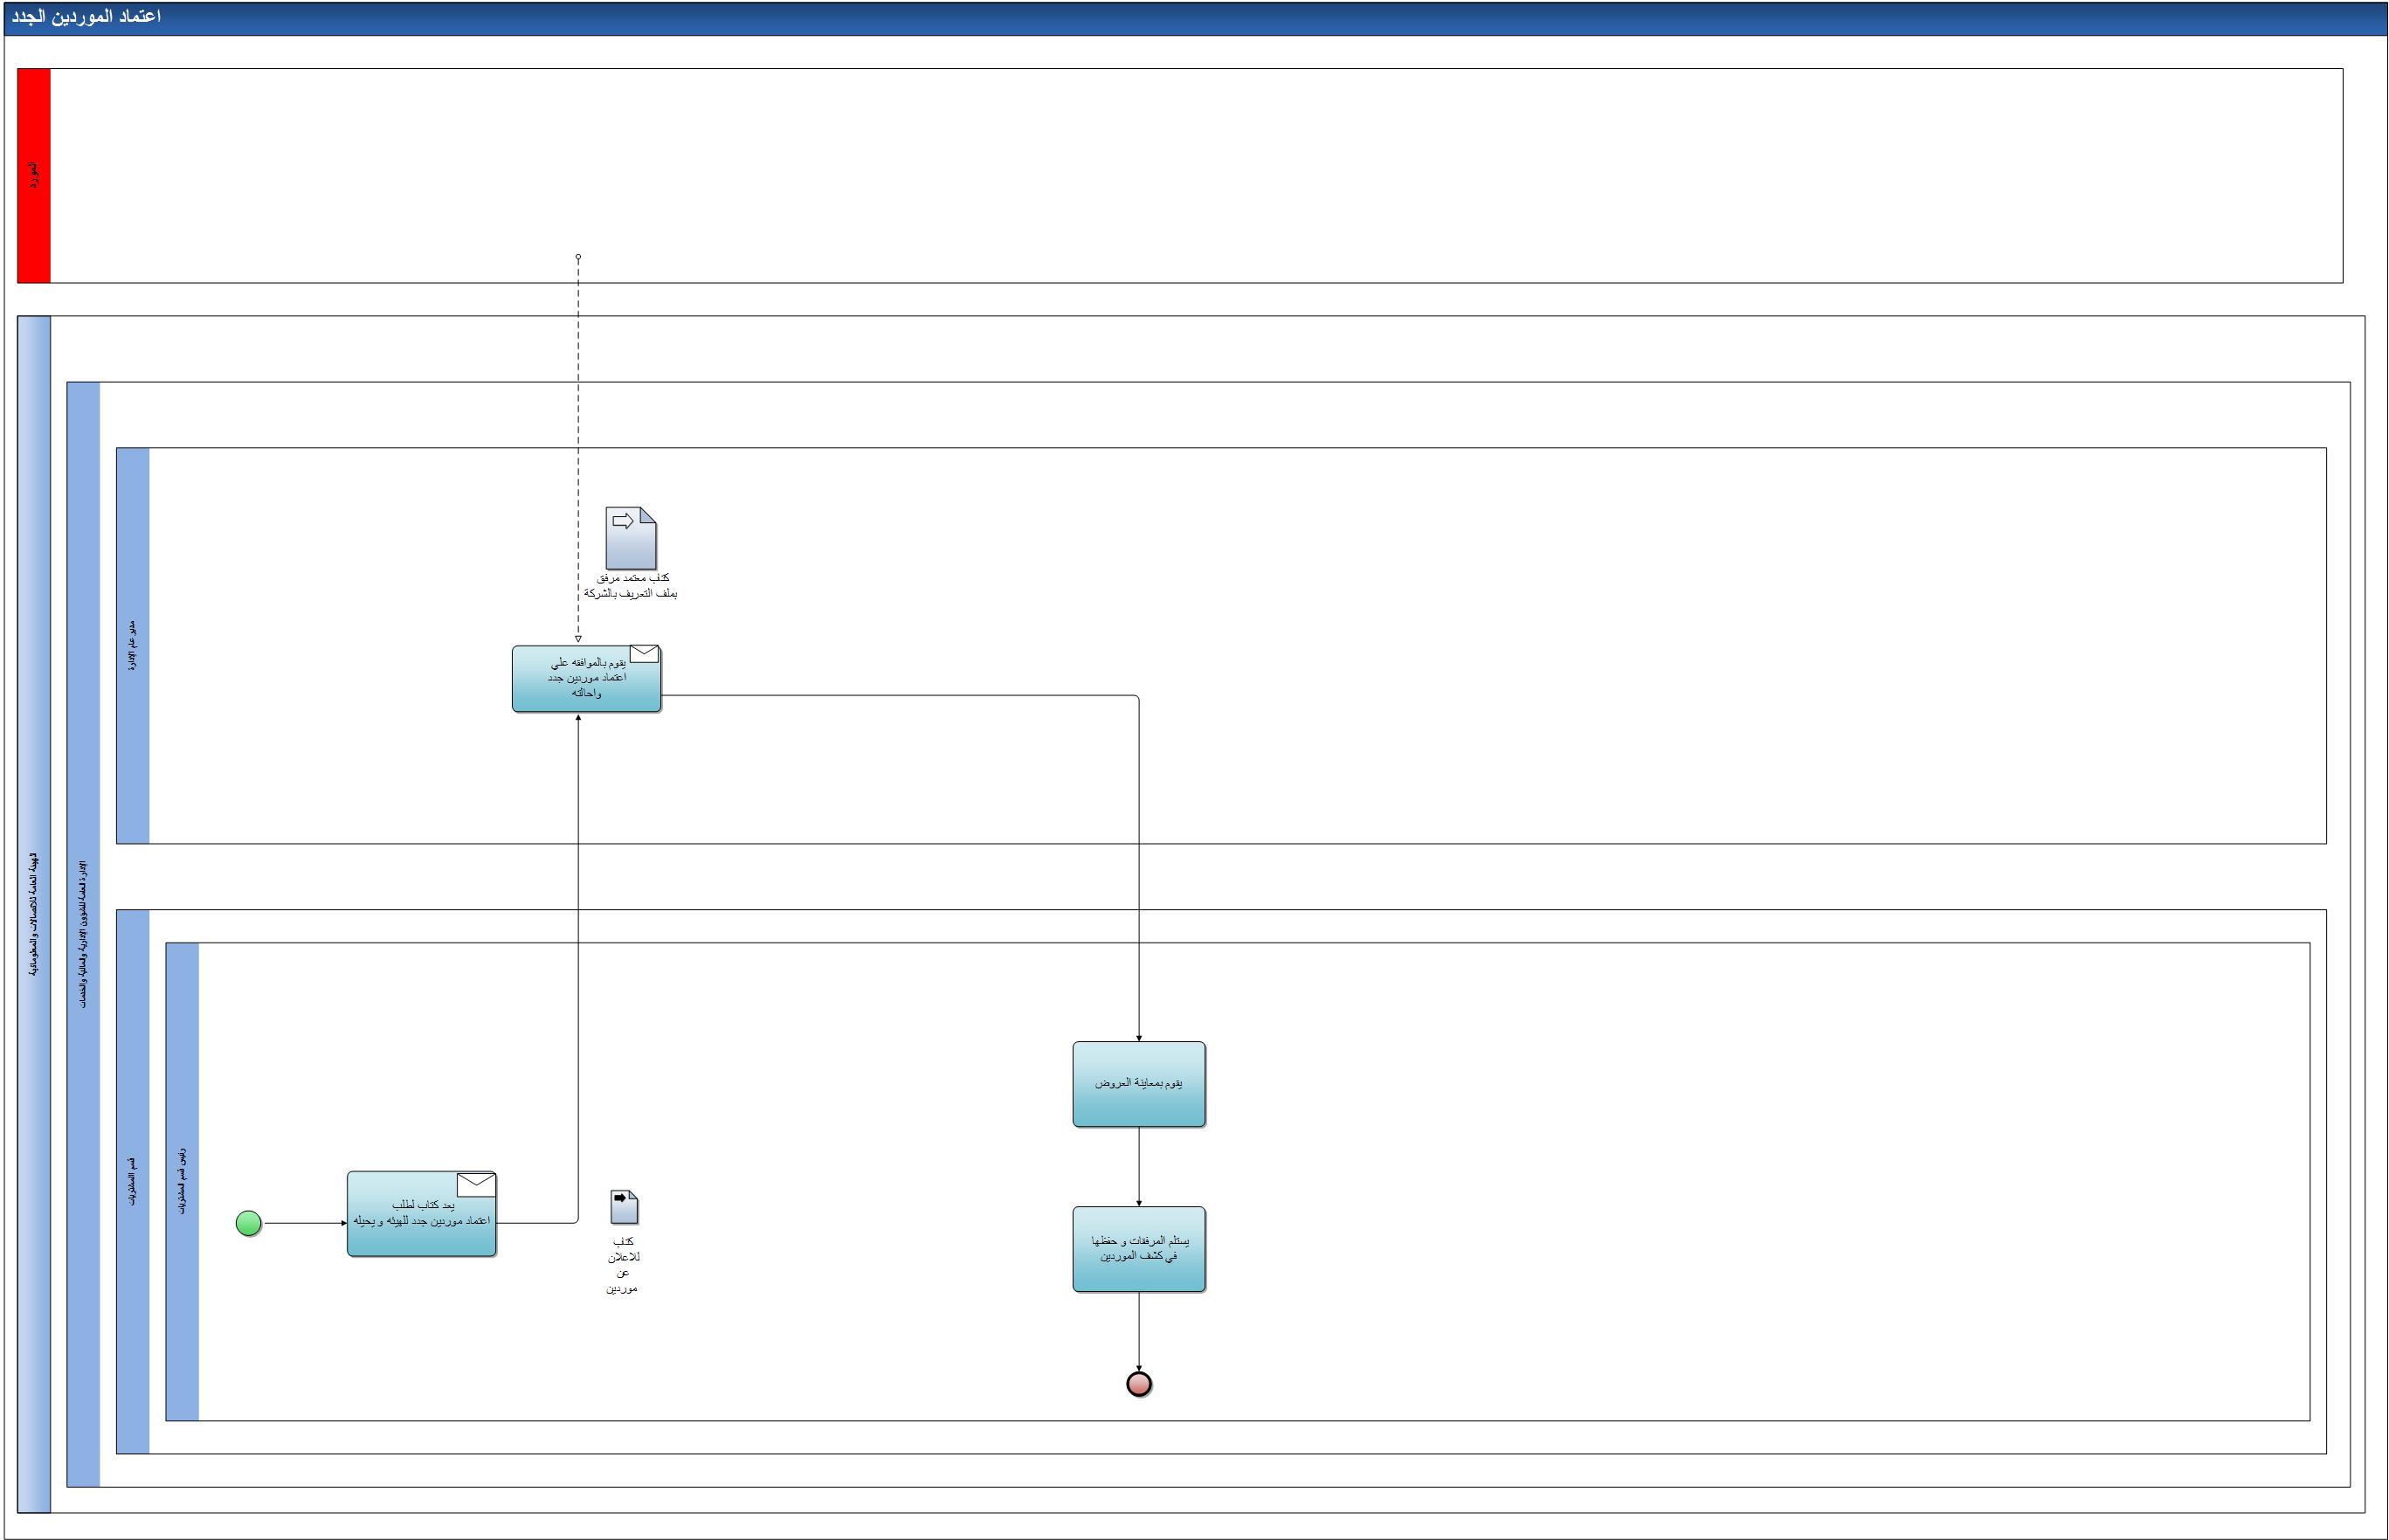 اعتماد الموردين الجدد
المورد
الهيئة العامة للاتصالات والمعلوماتية
الإدارة العامة للشؤون الإدارية والمالية والخدمات
مدير عام الإدارة
كتاب معتمد مرفق
بملف التعريف بالشركة
يقوم بالموافقه علي
اعتماد موردين جدد
واحالته
قسم المشتريات
رئيس قسم المشتريات
يعد كتاب لطلب
اعتماد موردين جدد للهيئه و يحيله
كتاب
للاعلان
عن
موردين
يقوم بمعاينة العروض
يستلم المرفقات و حفظها
في كشف الموردين